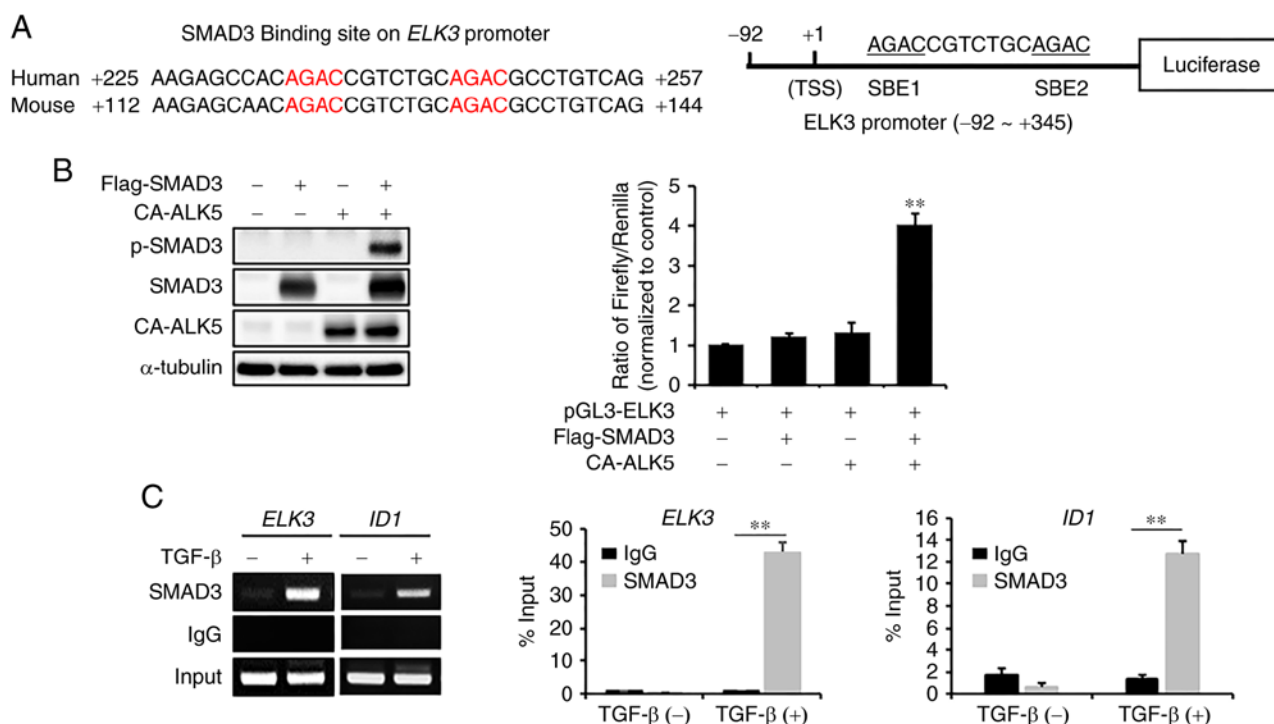 A
SMAD3 Binding site on ELK3 promoter
Human +225 AAGAGCCACAGACCGTCTGCAGACGCCTGTCAG +257
Mouse +112 AAGAGCAACAGACCGTCTGCAGACGCCTGTCAG +144
−92 +1 AGACCGTCTGCAGAC
Luciferase
(TSS) SBE1 SBE2
ELK3 promoter (−92 ~ +345)
B
Flag-SMAD3 − + − +
CA-ALK5 − − + +
p-SMAD3
SMAD3
CA-ALK5
α-tubulin
Ratio of Firefly/Renilla
(normalized to control)
5
4
3
2
1
0
**
pGL3-ELK3 + + + +
Flag-SMAD3 − + − +
CA-ALK5 − − + +
C
ELK3 ID1
TGF-β − + − +
SMAD3
IgG
Input
ELK3
% Input
50
40
30
20
10
0
IgG
SMAD3
**
TGF-β (−) TGF-β (+)
ID1
% Input
16
14
12
10
8
6
4
2
0
IgG
SMAD3
**
TGF-β (−) TGF-β (+)